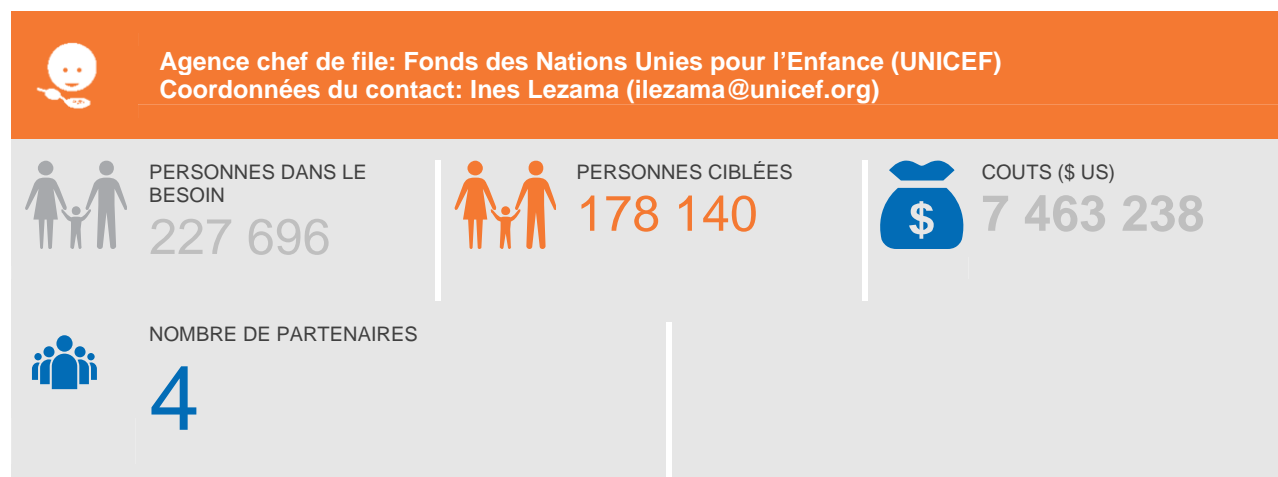 Agence chef de file: Fonds des Nations Unies pour l’Enfance (UNICEF)
Coordonnées du contact: Ines Lezama (ilezama@unicef.org)
PERSONNES DANS LE
BESOIN
227 696
PERSONNES CIBLÉES
178 140
$
COUTS ($ US)
7 463 238
NOMBRE DE PARTENAIRES
4